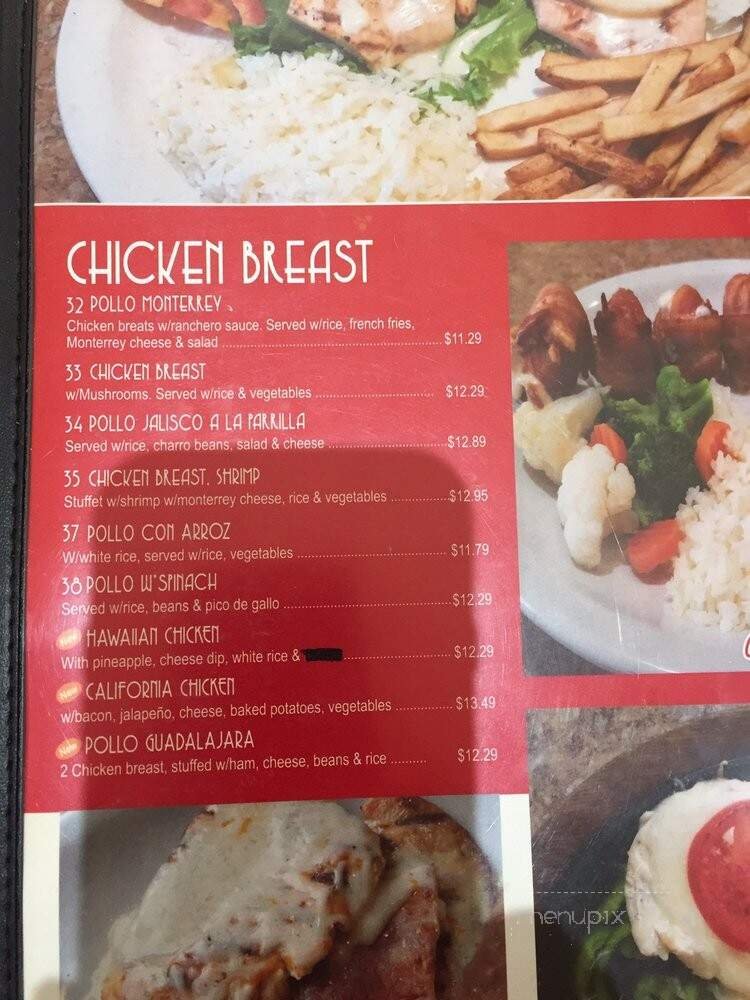 CHICKEN BREAST
32 POLLO MONTERREY
Chicken breats w/ranchero sauce. Served w/rice, french fries,
Monterrey cheese & salad ........................................................ $11.29
33 CHICKEN BREAST
w/Mushrooms. Served w/rice & vegetables ............................... $12.29
34 POLLO JALISCO A LA PARRILLA
Served w/rice, charro beans, salad & cheese ..............................$12.89
35 CHICKEN BREAST, SHRIMP
Stuffet w/shrimp w/monterrey cheese, rice & vegetables ...............$12.95
37 POLLO CON ARROZ
W/white rice, served w/rice, vegetables ...................................... $11.79
38 POLLO W'SPINACH
Served w/rice, beans & pico de gallo ...........................................$12.29
New HAWAIIAN CHICKEN
With pineapple, cheese dip, white rice & ............................$12.29
New CALIFORNIA CHICKEN
w/bacon, jalapeño, cheese, baked potatoes, vegetables ...............$13.49
New POLLO GUADALAJARA
2 Chicken breast, stuffed w/ham, cheese, beans & rice .......... $12.29
menupix